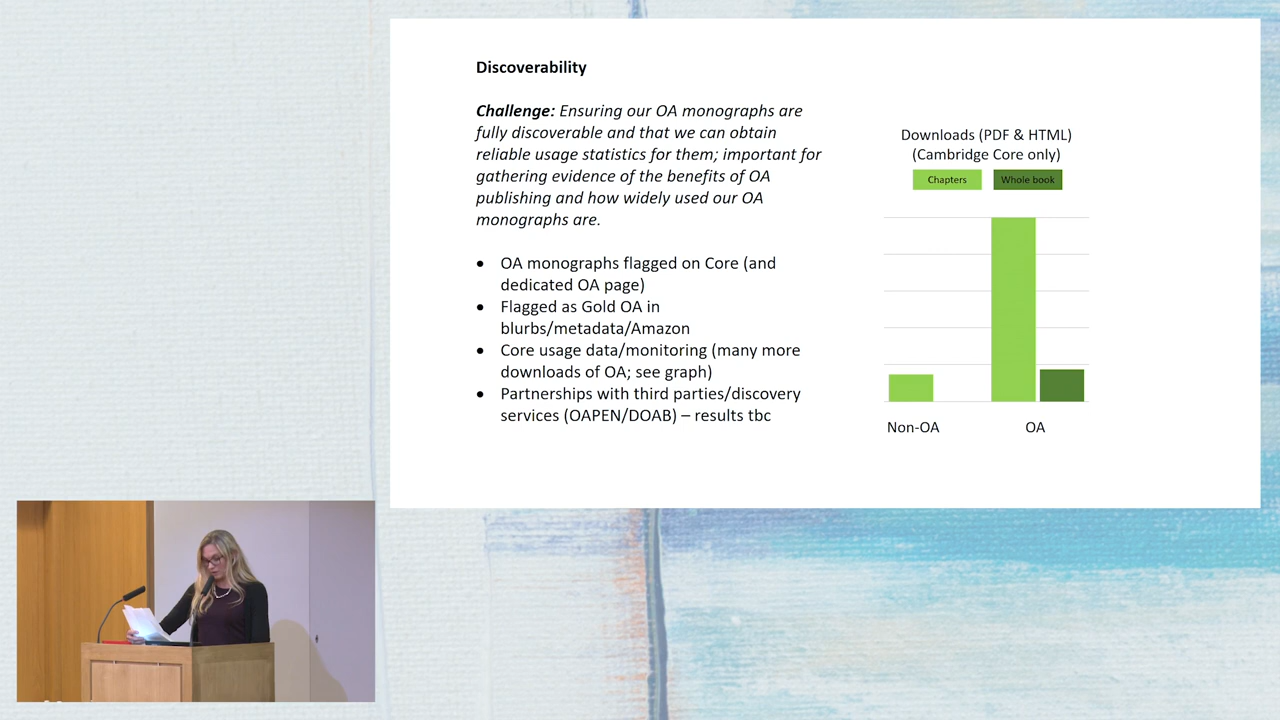 Discoverability
Challenge: Ensuring our OA monographs are
fully discoverable and that we can obtain
reliable usage statistics for them; important for
gathering evidence of the benefits of OA
publishing and how widely used our OA
monographs are.
• OA monographs flagged on Core (and
dedicated OA page)
• Flagged as Gold OA in
blurbs/metadata/Amazon
• Core usage data/monitoring (many more
downloads of OA; see graph)
• Partnerships with third parties/discovery
services (OAPEN/DOAB) – results tbc
Downloads (PDF & HTML)
(Cambridge Core only)
Chapters Whole book
Non-OA OA